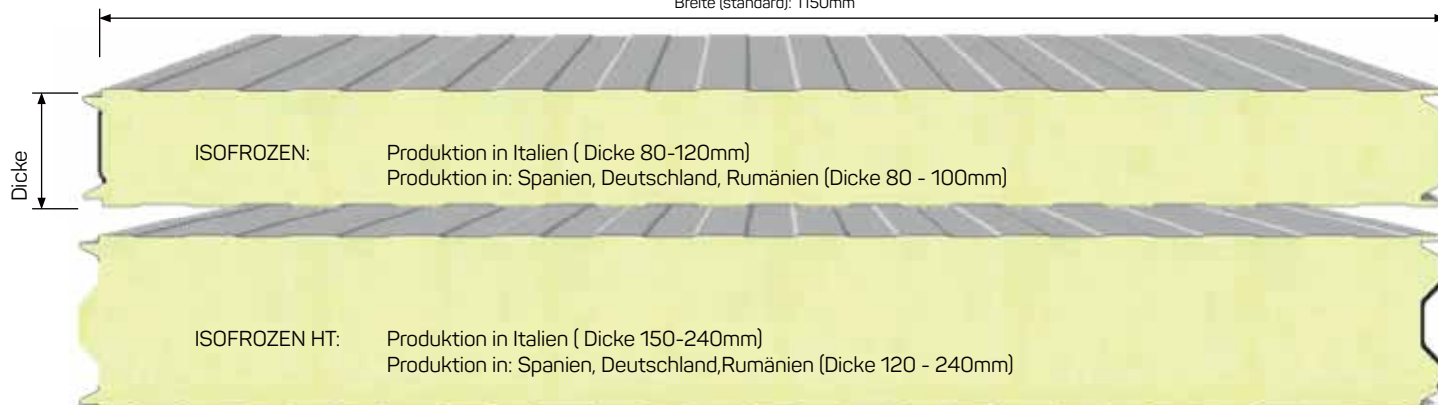 Breite (standard): 1150mm
Dicke
ISOFROZEN: Produktion in Italien ( Dicke 80-120mm)
Produktion in: Spanien, Deutschland, Rumänien (Dicke 80 - 100mm)
ISOFROZEN HT: Produktion in Italien ( Dicke 150-240mm)
Produktion in: Spanien, Deutschland,Rumänien (Dicke 120 - 240mm)